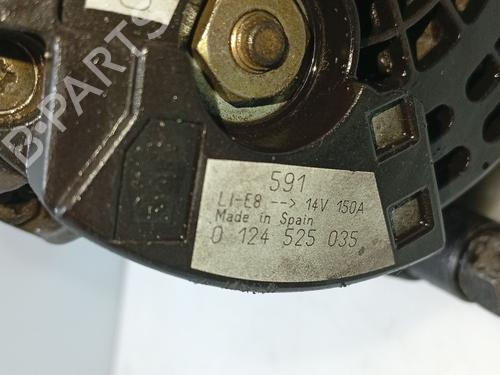 B-PARTS
591
LI-E8 --> 14V 150A
Made in Spain
0 124 525 035